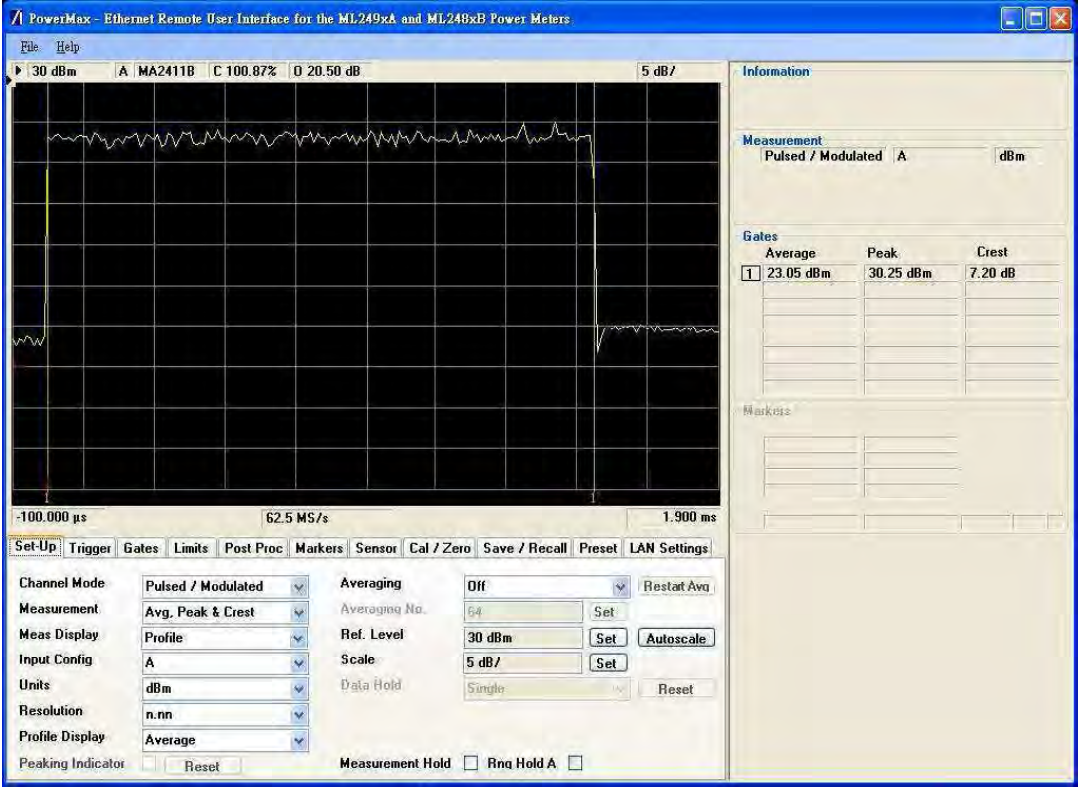 PowerMax - Ethernet Remote User Interface for the ML249xA and ML248xB Power Meters
File Help
30 dBm A MA2411B C 100.87% O 20.50 dB 5 dB/
1 1
-100.000 µs 62.5 MS/s 1.900 ms
Information
Measurement
Pulsed / Modulated A dBm
Gates
Average Peak Crest
1 23.05 dBm 30.25 dBm 7.20 dB
Markers
Set-Up Trigger Gates Limits Post Proc Markers Sensor Cal / Zero Save / Recall Preset LAN Settings
Channel Mode Pulsed / Modulated Averaging Off Restart Avg
Measurement Avg, Peak & Crest Averaging No. 64 Set
Meas Display Profile Ref. Level 30 dBm Set Autoscale
Input Config A Scale 5 dB/ Set
Units dBm Data Hold Single Reset
Resolution n.nn
Profile Display Average
Peaking Indicator Reset Measurement Hold Rng Hold A